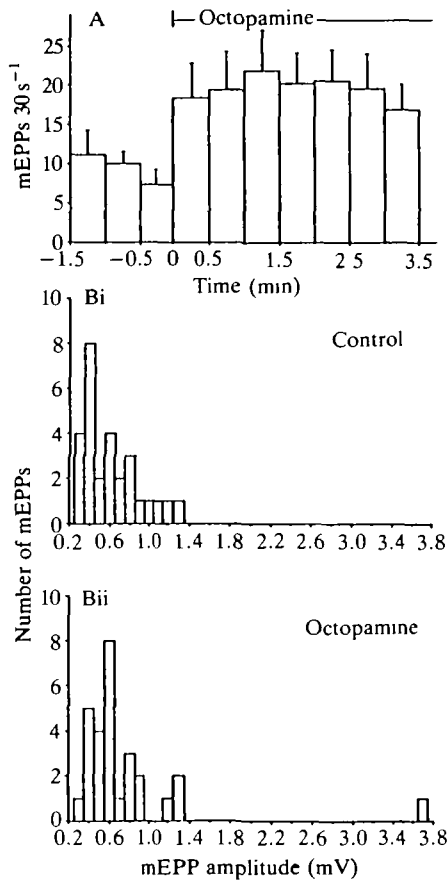 A
Octopamine
mEPPs 30 s⁻¹
25
20
15
10
5
0
−1.5 −0.5 0 0.5 1.5 2 5 3.5
Time (min)
Bi
Control
10
8
6
4
2
0
0.2 0.6 1.0 1.4 1.8 2.2 2.6 3.0 3.4 3.8
Number of mEPPs
Bii
Octopamine
10
8
6
4
2
0
0.2 0.6 1.0 1.4 1.8 2.2 2.6 3.0 3.4 3.8
mEPP amplitude (mV)